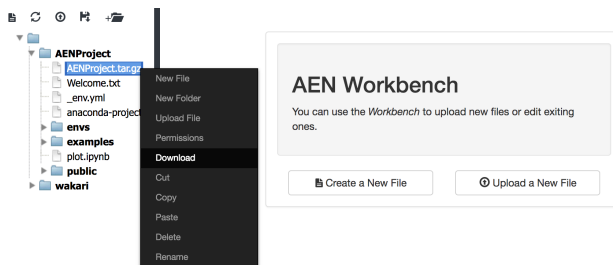 AENProject
AENProject.tar.gz
Welcome.txt
_env.yml
anaconda-project
envs
examples
plot.ipynb
public
wakari
New File
New Folder
Upload File
Permissions
Download
Cut
Copy
Paste
Delete
Rename
AEN Workbench
You can use the Workbench to upload new files or edit exiting
ones.
Create a New File
Upload a New File